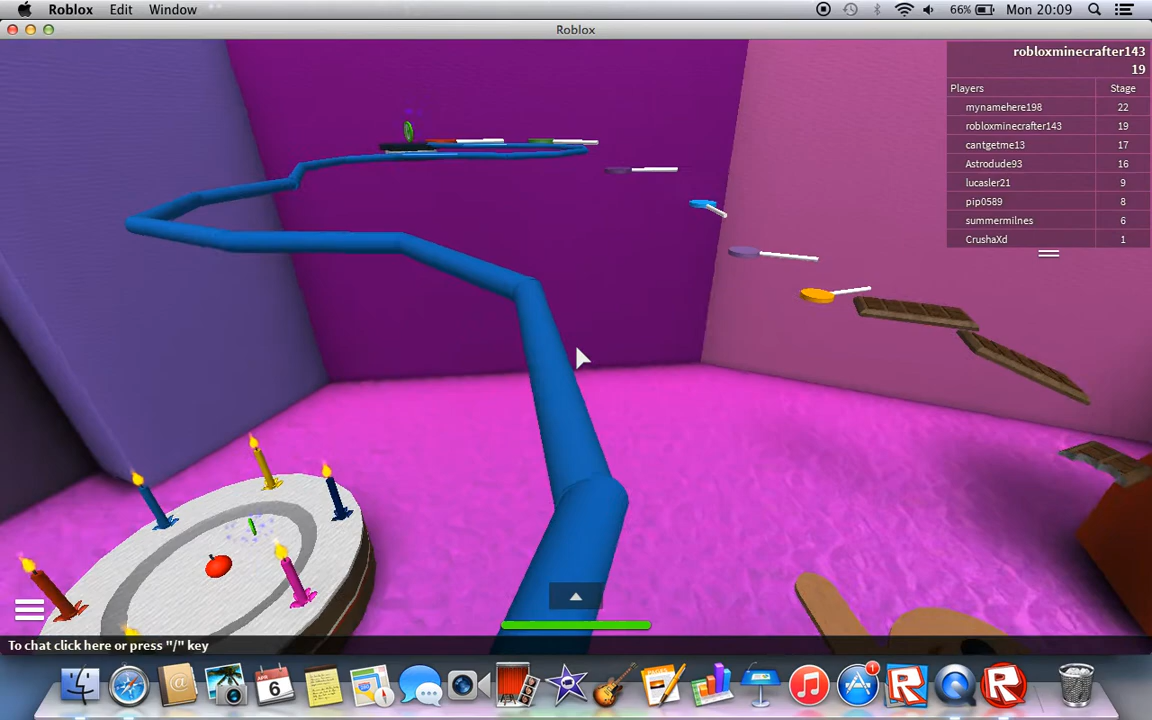 Roblox Edit Window 66% Mon 20:09
Roblox
robloxminecrafter143
19
Players Stage
mynamehere198 22
robloxminecrafter143 19
cantgetme13 17
Astrodude93 16
lucasler21 9
pip0589 8
summermilnes 6
CrushaXd 1
To chat click here or press "/" key
6
1